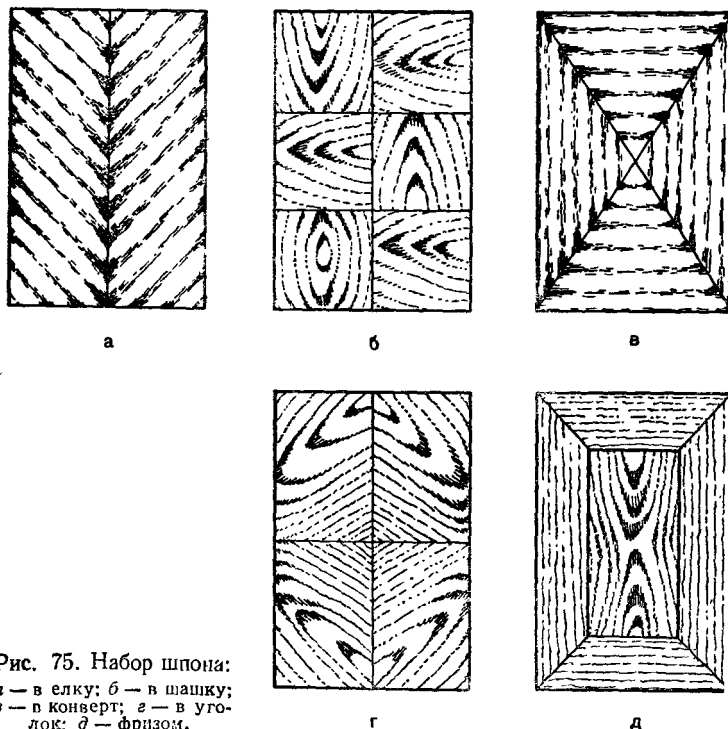 а
б
в
г
д
Рис. 75. Набор шпона:
а — в елку; б — в шашку;
в — в конверт; г — в уго-
лок; д — фризом.